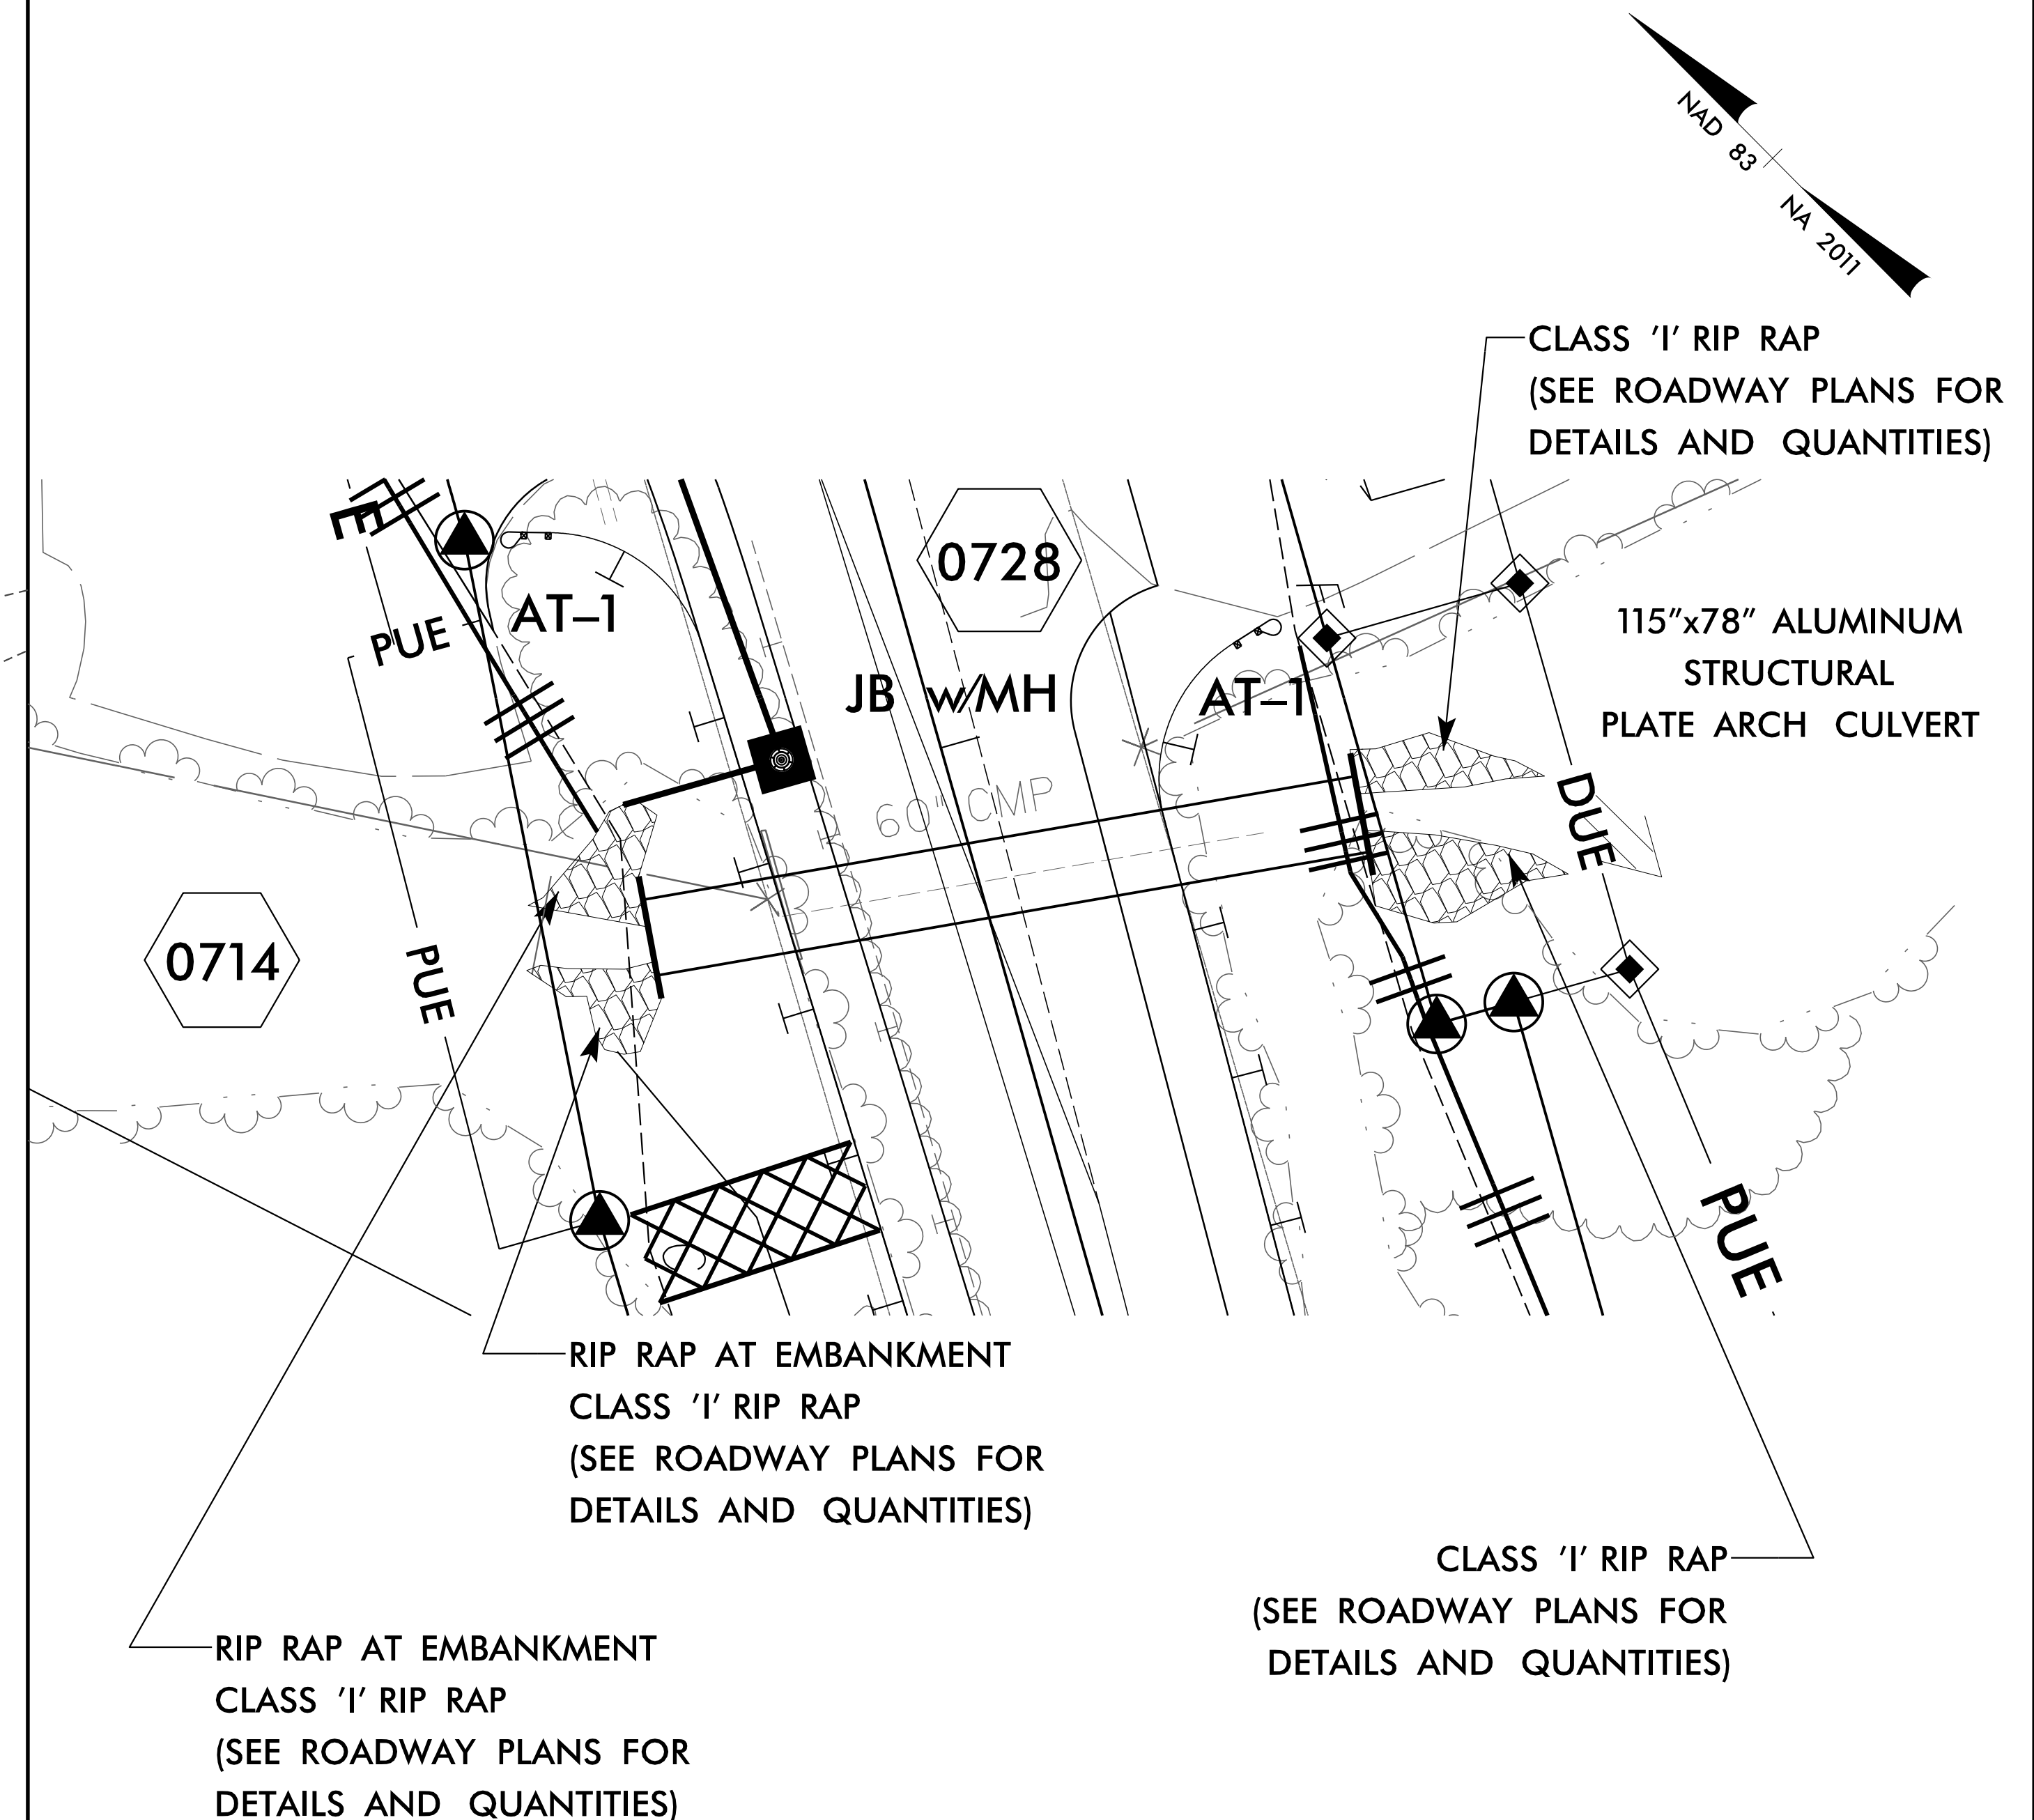 NAD 83
NA 2011
CLASS 'I' RIP RAP
(SEE ROADWAY PLANS FOR
DETAILS AND QUANTITIES)
E
0728
AT-1
115"x78" ALUMINUM
STRUCTURAL
PLATE ARCH CULVERT
PUE
JB w/MH
AT-1
60" CMP
DUE
0714
PUE
PUE
RIP RAP AT EMBANKMENT
CLASS 'I' RIP RAP
(SEE ROADWAY PLANS FOR
DETAILS AND QUANTITIES)
CLASS 'I' RIP RAP
(SEE ROADWAY PLANS FOR
DETAILS AND QUANTITIES)
RIP RAP AT EMBANKMENT
CLASS 'I' RIP RAP
(SEE ROADWAY PLANS FOR
DETAILS AND QUANTITIES)